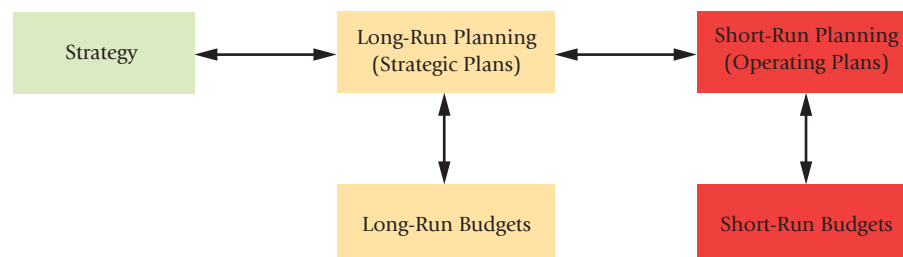 Strategy
Long-Run Planning
(Strategic Plans)
Short-Run Planning
(Operating Plans)
Long-Run Budgets
Short-Run Budgets